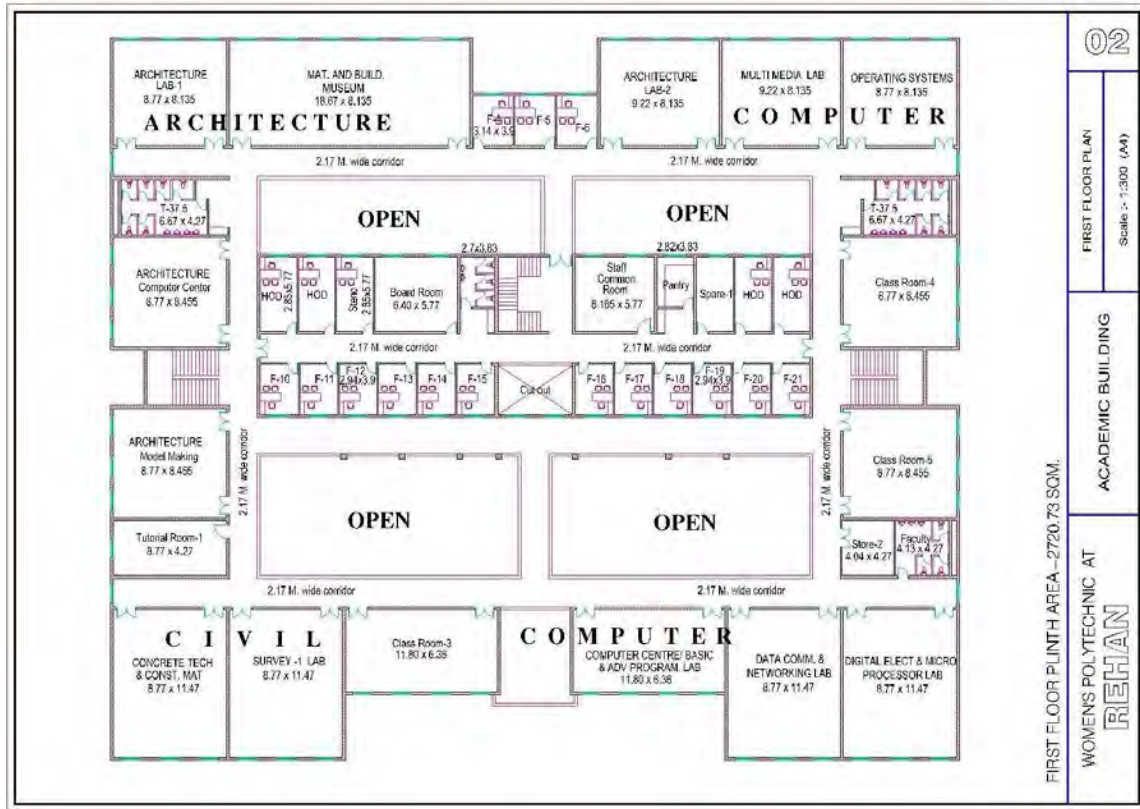 02
FIRST FLOOR PLAN
Scale :- 1:300 (A4)
ACADEMIC BUILDING
WOMEN'S POLYTECHNIC AT
REHAN
FIRST FLOOR PLINTH AREA -2720.73 SQM.
ARCHITECTURE
LAB-1
8.77 x 8.135
MAT. AND BUILD.
MUSEUM
18.67 x 8.135
ARCHITECTURE
F-4
3.14 x 3.9
F-5
F-6
ARCHITECTURE
LAB-2
9.22 x 8.135
MULTI MEDIA LAB
9.22 x 8.135
OPERATING SYSTEMS
8.77 x 8.135
COMPUTER
2.17 M. wide corridor
2.17 M. wide corridor
T-37.5
6.67 x 4.27
OPEN
OPEN
T-37.5
6.67 x 4.27
2.7x3.83
2.82x3.83
ARCHITECTURE
Computer Center
8.77 x 8.455
HOD
2.85x5.77
HOD
Steno
2.85x5.77
Board Room
6.40 x 5.77
Staff
Common
Room
6.165 x 5.77
Pantry
Spare-1
HOD
HOD
Class Room-4
8.77 x 8.455
2.17 M. wide corridor
2.17 M. wide corridor
F-10
F-11
F-12
2.94x3.9
F-13
F-14
F-15
Cut out
F-16
F-17
F-18
F-19
2.94x3.9
F-20
F-21
ARCHITECTURE
Model Making
8.77 x 8.455
2.17 M. wide corridor
2.17 M. wide corridor
Class Room-5
8.77 x 8.455
OPEN
OPEN
Tutorial Room-1
8.77 x 4.27
Store-2
4.04 x 4.27
Faculty
4.13 x 4.27
2.17 M. wide corridor
2.17 M. wide corridor
CIVIL
CONCRETE TECH
& CONST. MAT
8.77 x 11.47
SURVEY -1 LAB
8.77 x 11.47
Class Room-3
11.80 x 6.36
COMPUTER
COMPUTER CENTRE/ BASIC
& ADV PROGRAM. LAB
11.80 x 6.36
DATA COMM. &
NETWORKING LAB
8.77 x 11.47
DIGITAL ELECT & MICRO
PROCESSOR LAB
8.77 x 11.47